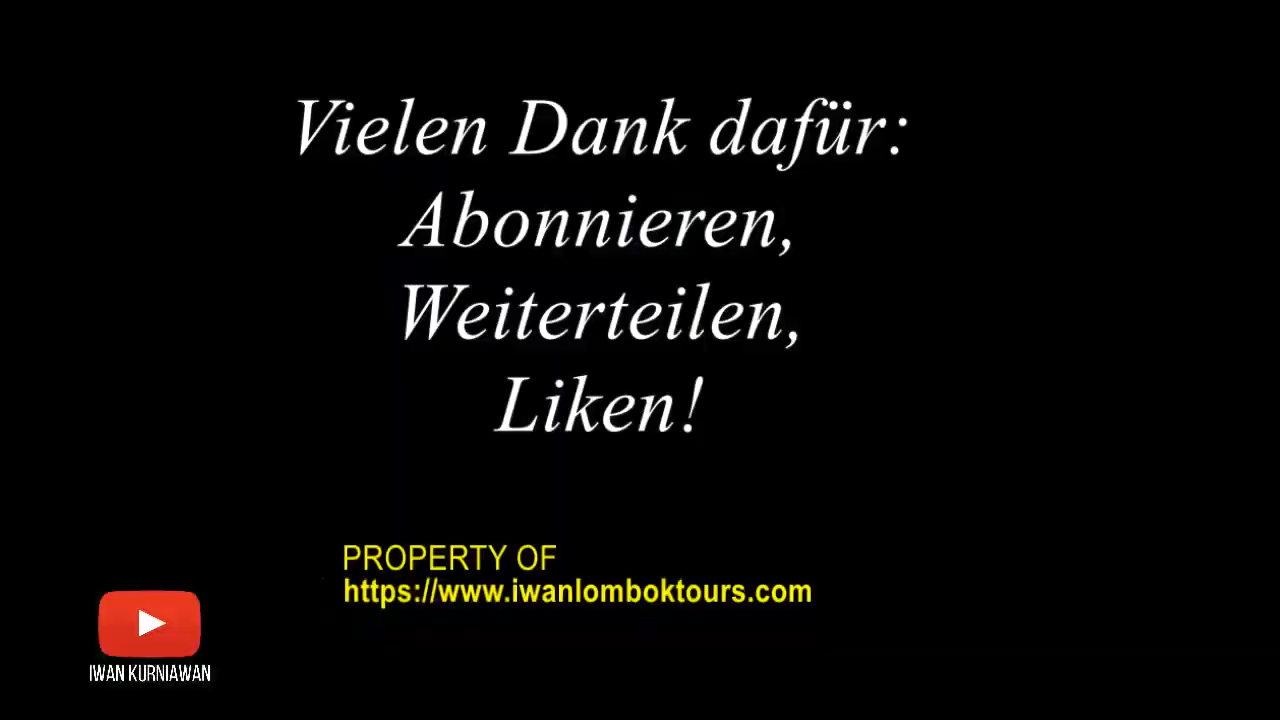 Vielen Dank dafür:
Abonnieren,
Weiterteilen,
Liken!
PROPERTY OF
https://www.iwanlomboktours.com
IWAN KURNIAWAN